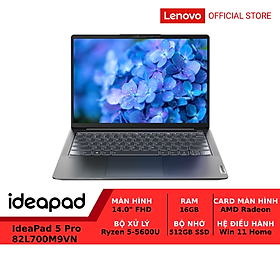 Lenovo
OFFICIAL STORE
ideapad
IdeaPad 5 Pro
82L700M9VN
MÀN HÌNH
14.0" FHD
RAM
16GB
CARD MÀN HÌNH
AMD Radeon
BỘ XỬ LÝ
Ryzen 5-5600U
BỘ NHỚ
512GB SSD
HỆ ĐIỀU HÀNH
Win 11 Home